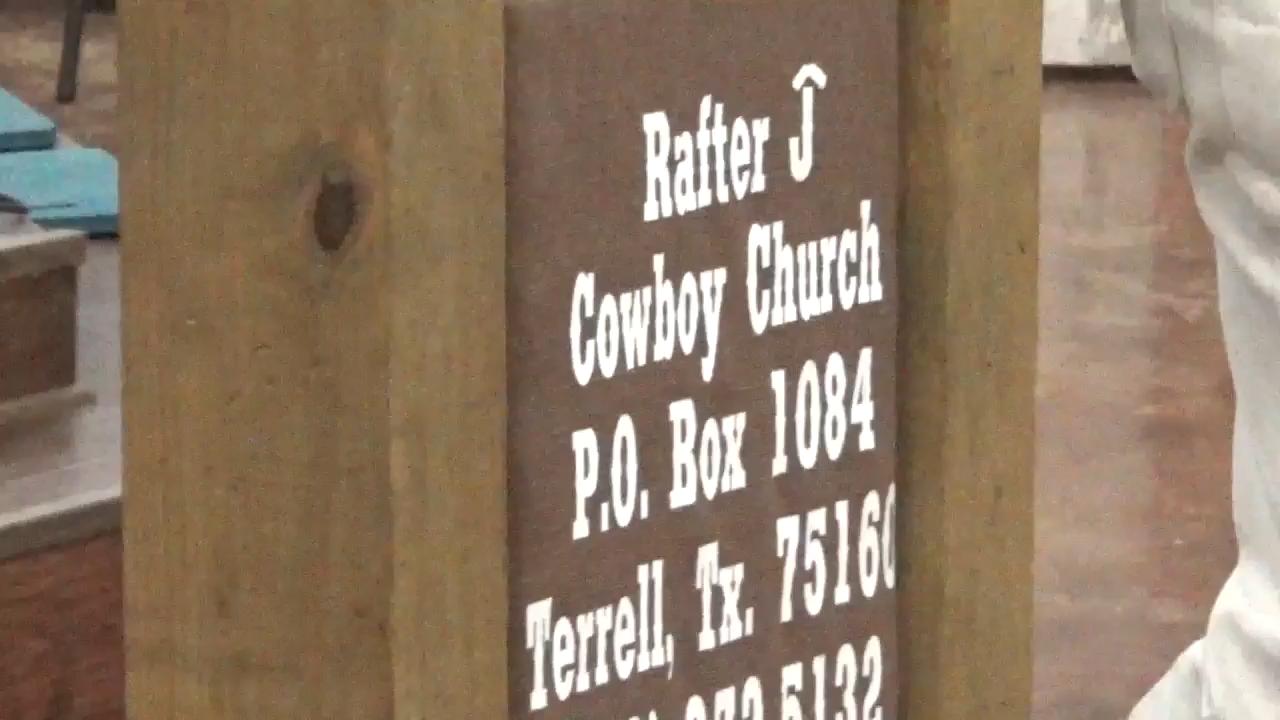 Rafter J
Cowboy Church
P.O. Box 1084
Terrell, Tx. 75160